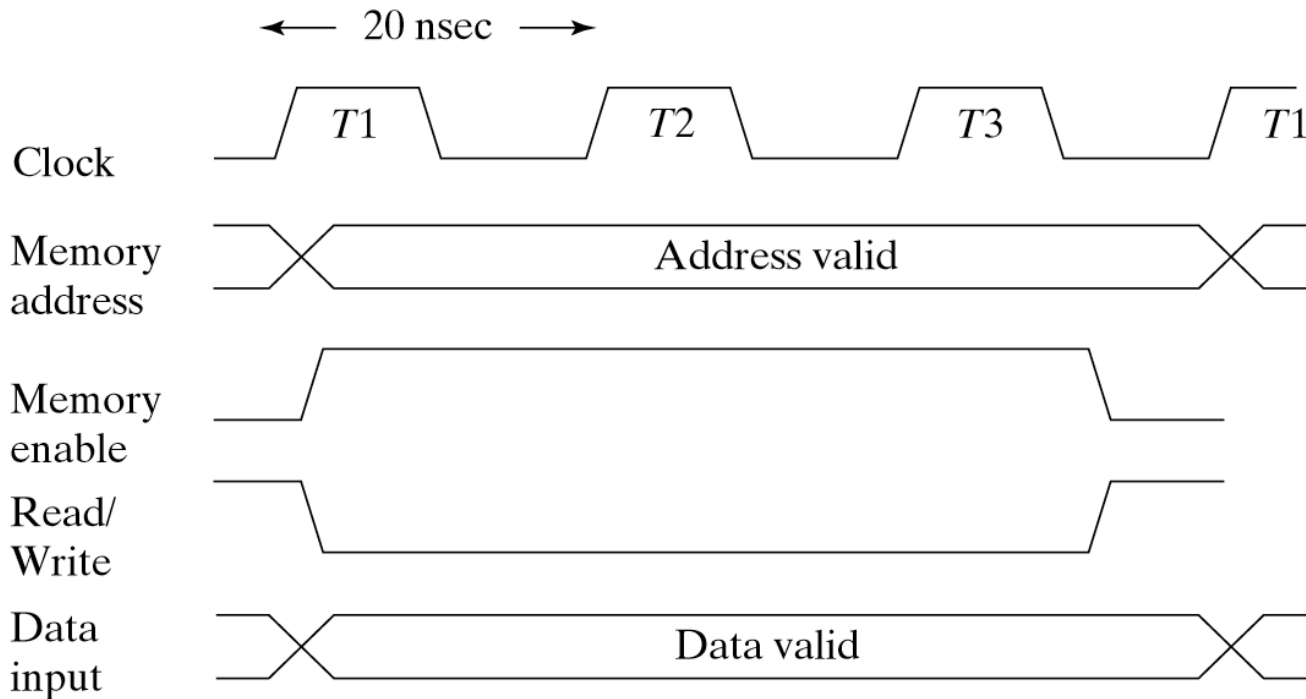 20 nsec
T1
T2
T3
T1
Clock
Memory
address
Address valid
Memory
enable
Read/
Write
Data
input
Data valid